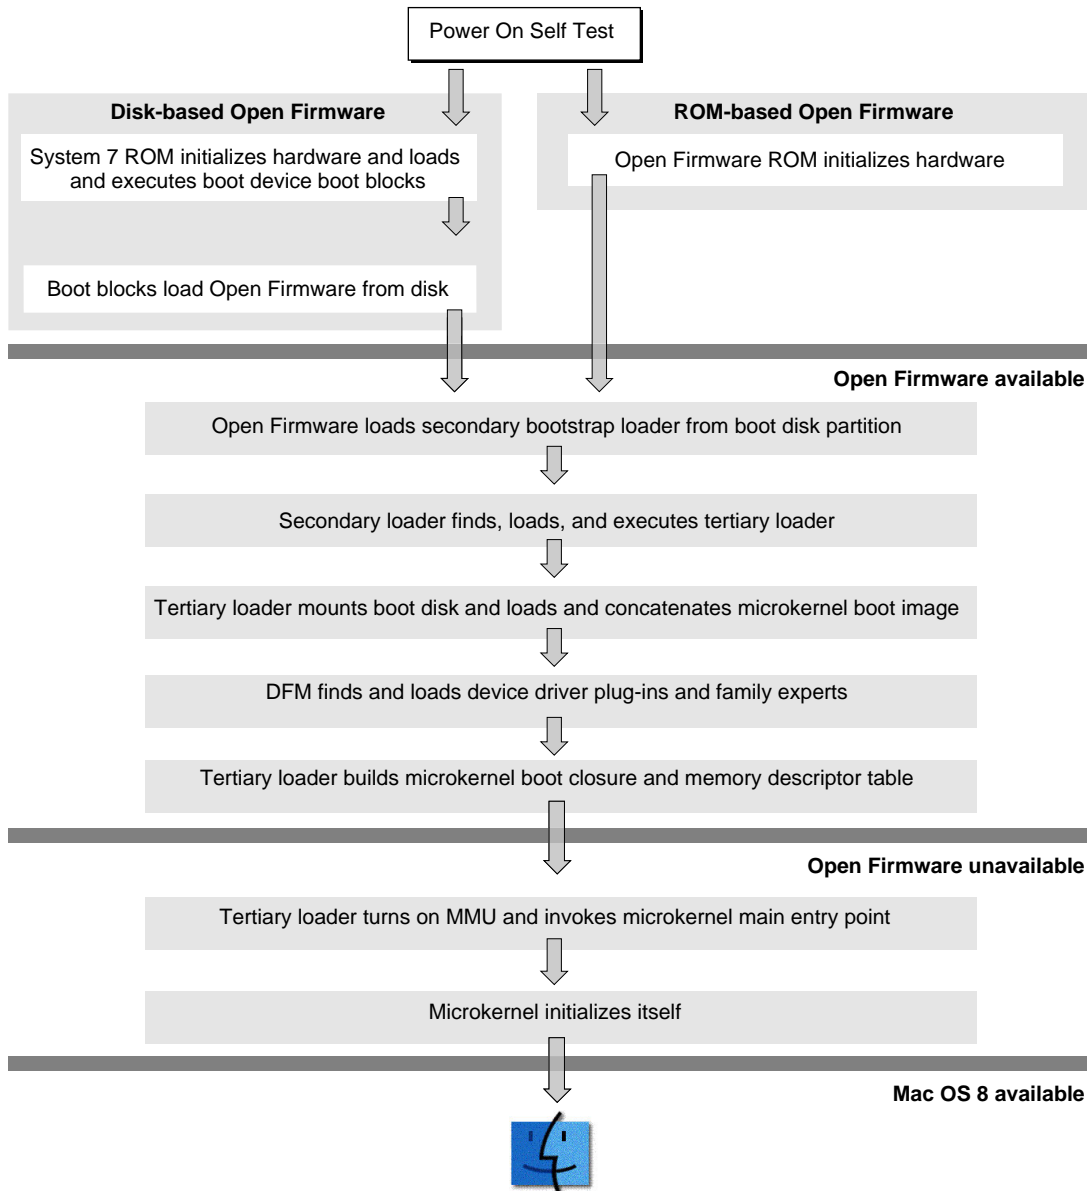 Power On Self Test
Disk-based Open Firmware
System 7 ROM initializes hardware and loads
and executes boot device boot blocks
Boot blocks load Open Firmware from disk
ROM-based Open Firmware
Open Firmware ROM initializes hardware
Open Firmware available
Open Firmware loads secondary bootstrap loader from boot disk partition
Secondary loader finds, loads, and executes tertiary loader
Tertiary loader mounts boot disk and loads and concatenates microkernel boot image
DFM finds and loads device driver plug-ins and family experts
Tertiary loader builds microkernel boot closure and memory descriptor table
Open Firmware unavailable
Tertiary loader turns on MMU and invokes microkernel main entry point
Microkernel initializes itself
Mac OS 8 available